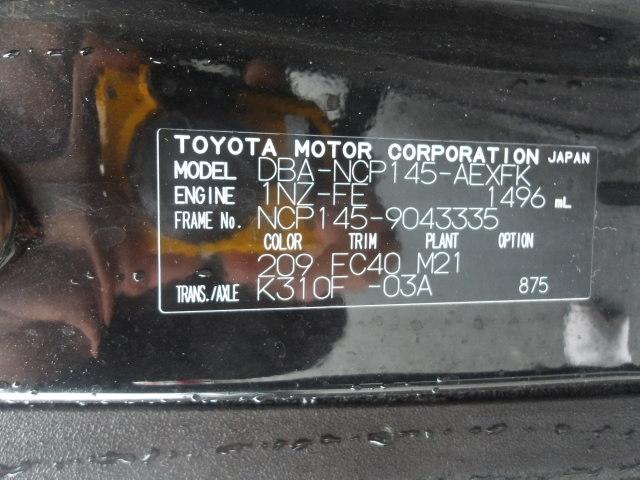 TOYOTA MOTOR CORPORATION JAPAN
MODEL DBA-NCP145-AEXFK
ENGINE 1NZ-FE 1496 mL
FRAME No. NCP145-9043335
COLOR TRIM PLANT OPTION
209 EC40 M21
TRANS./AXLE K310F -03A 875